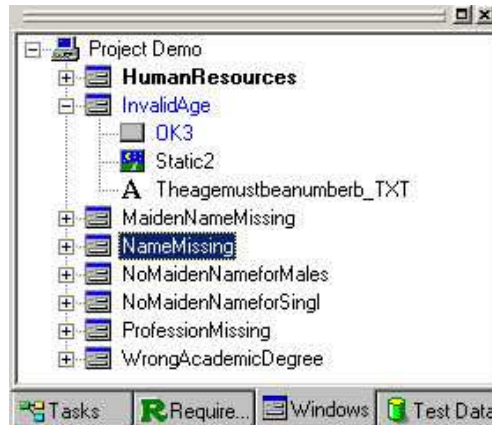 Project Demo
HumanResources
InvalidAge
OK3
Static2
A Theagemustbeanumberb_TXT
MaidenNameMissing
NameMissing
NoMaidenNameforMales
NoMaidenNameforSingl
ProfessionMissing
WrongAcademicDegree
Tasks R Require... Windows Test Data